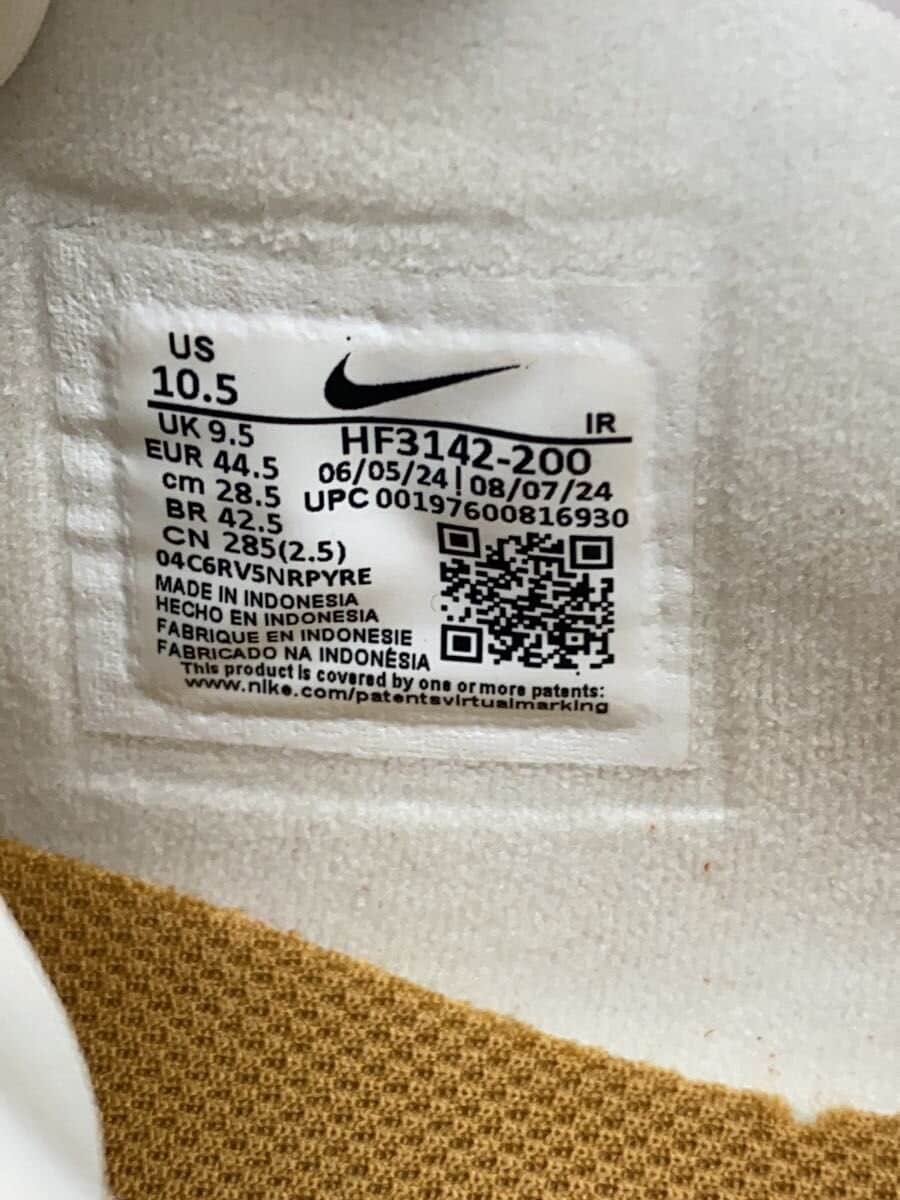 US
10.5
IR
UK 9.5
HF3142-200
EUR 44.5
06/05/24 | 08/07/24
cm 28.5
UPC 00197600816930
BR 42.5
CN 285(2.5)
04C6RV5NRPYRE
MADE IN INDONESIA
HECHO EN INDONESIA
FABRIQUE EN INDONESIE
FABRICADO NA INDONÉSIA
This product is covered by one or more patents:
www.nike.com/patentsvirtualmarking